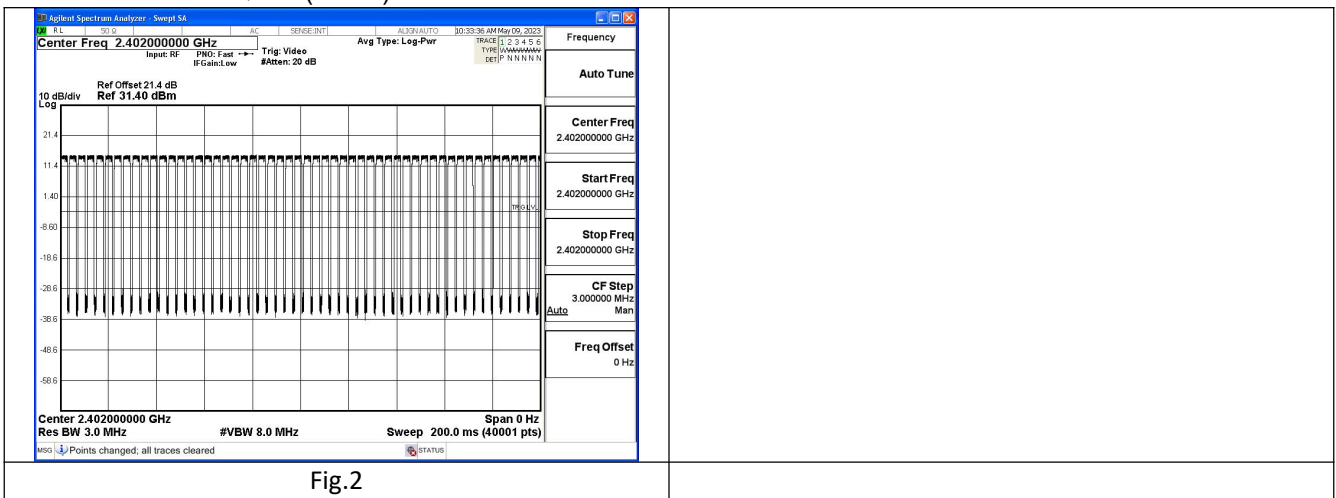 Agilent Spectrum Analyzer - Swept SA
RL 50 Ω AC SENSE:INT ALIGN AUTO 10:33:36 AM May 09, 2023
Center Freq 2.402000000 GHz
Input: RF PNO: Fast IFGain:Low
Trig: Video #Atten: 20 dB
Avg Type: Log-Pwr
TRACE 1 2 3 4 5 6
TYPE
DET P N N N N N
Frequency
Auto Tune
Ref Offset 21.4 dB
10 dB/div Ref 31.40 dBm
Log
Center Freq
2.402000000 GHz
21.4
11.4
Start Freq
2.402000000 GHz
1.40
TRIG LVL
-8.60
Stop Freq
2.402000000 GHz
-18.6
-28.6
CF Step
3.000000 MHz
Auto Man
-38.6
-48.6
Freq Offset
0 Hz
-58.6
Center 2.402000000 GHz Span 0 Hz
Res BW 3.0 MHz #VBW 8.0 MHz Sweep 200.0 ms (40001 pts)
MSG Points changed; all traces cleared STATUS
Fig.2